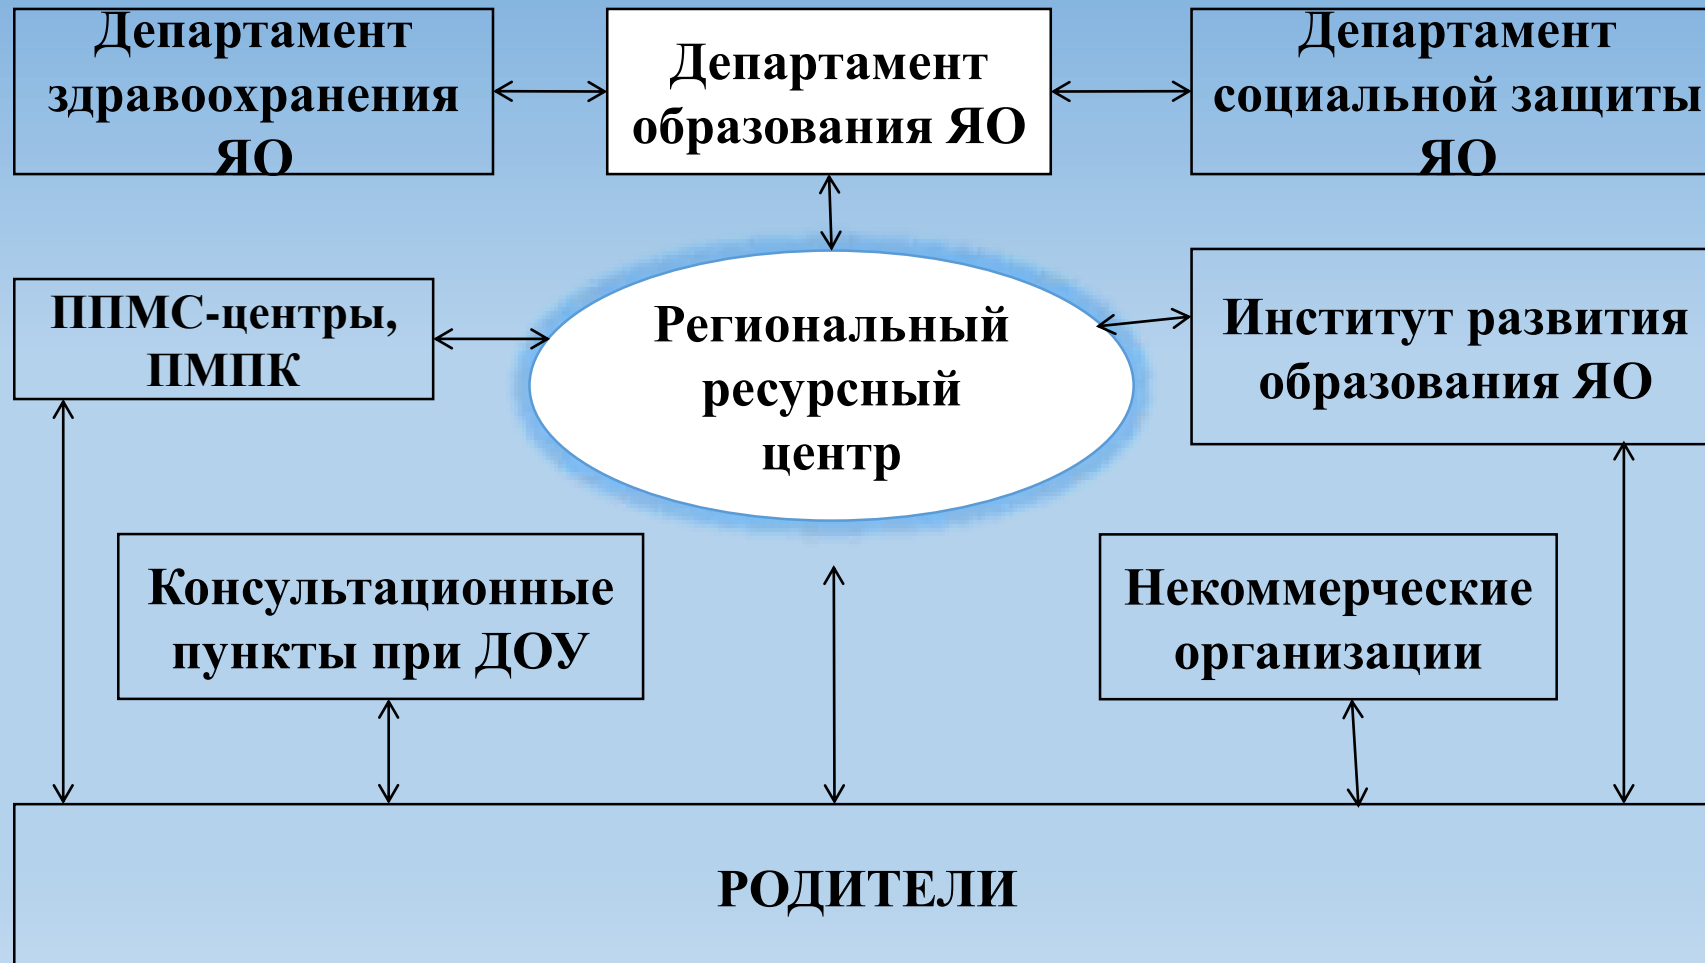 Департамент
здравоохранения
ЯО
Департамент
образования ЯО
Департамент
социальной защиты
ЯО
ППМС-центры,
ПМПК
Региональный
ресурсный
центр
Институт развития
образования ЯО
Консультационные
пункты при ДОУ
Некоммерческие
организации
РОДИТЕЛИ